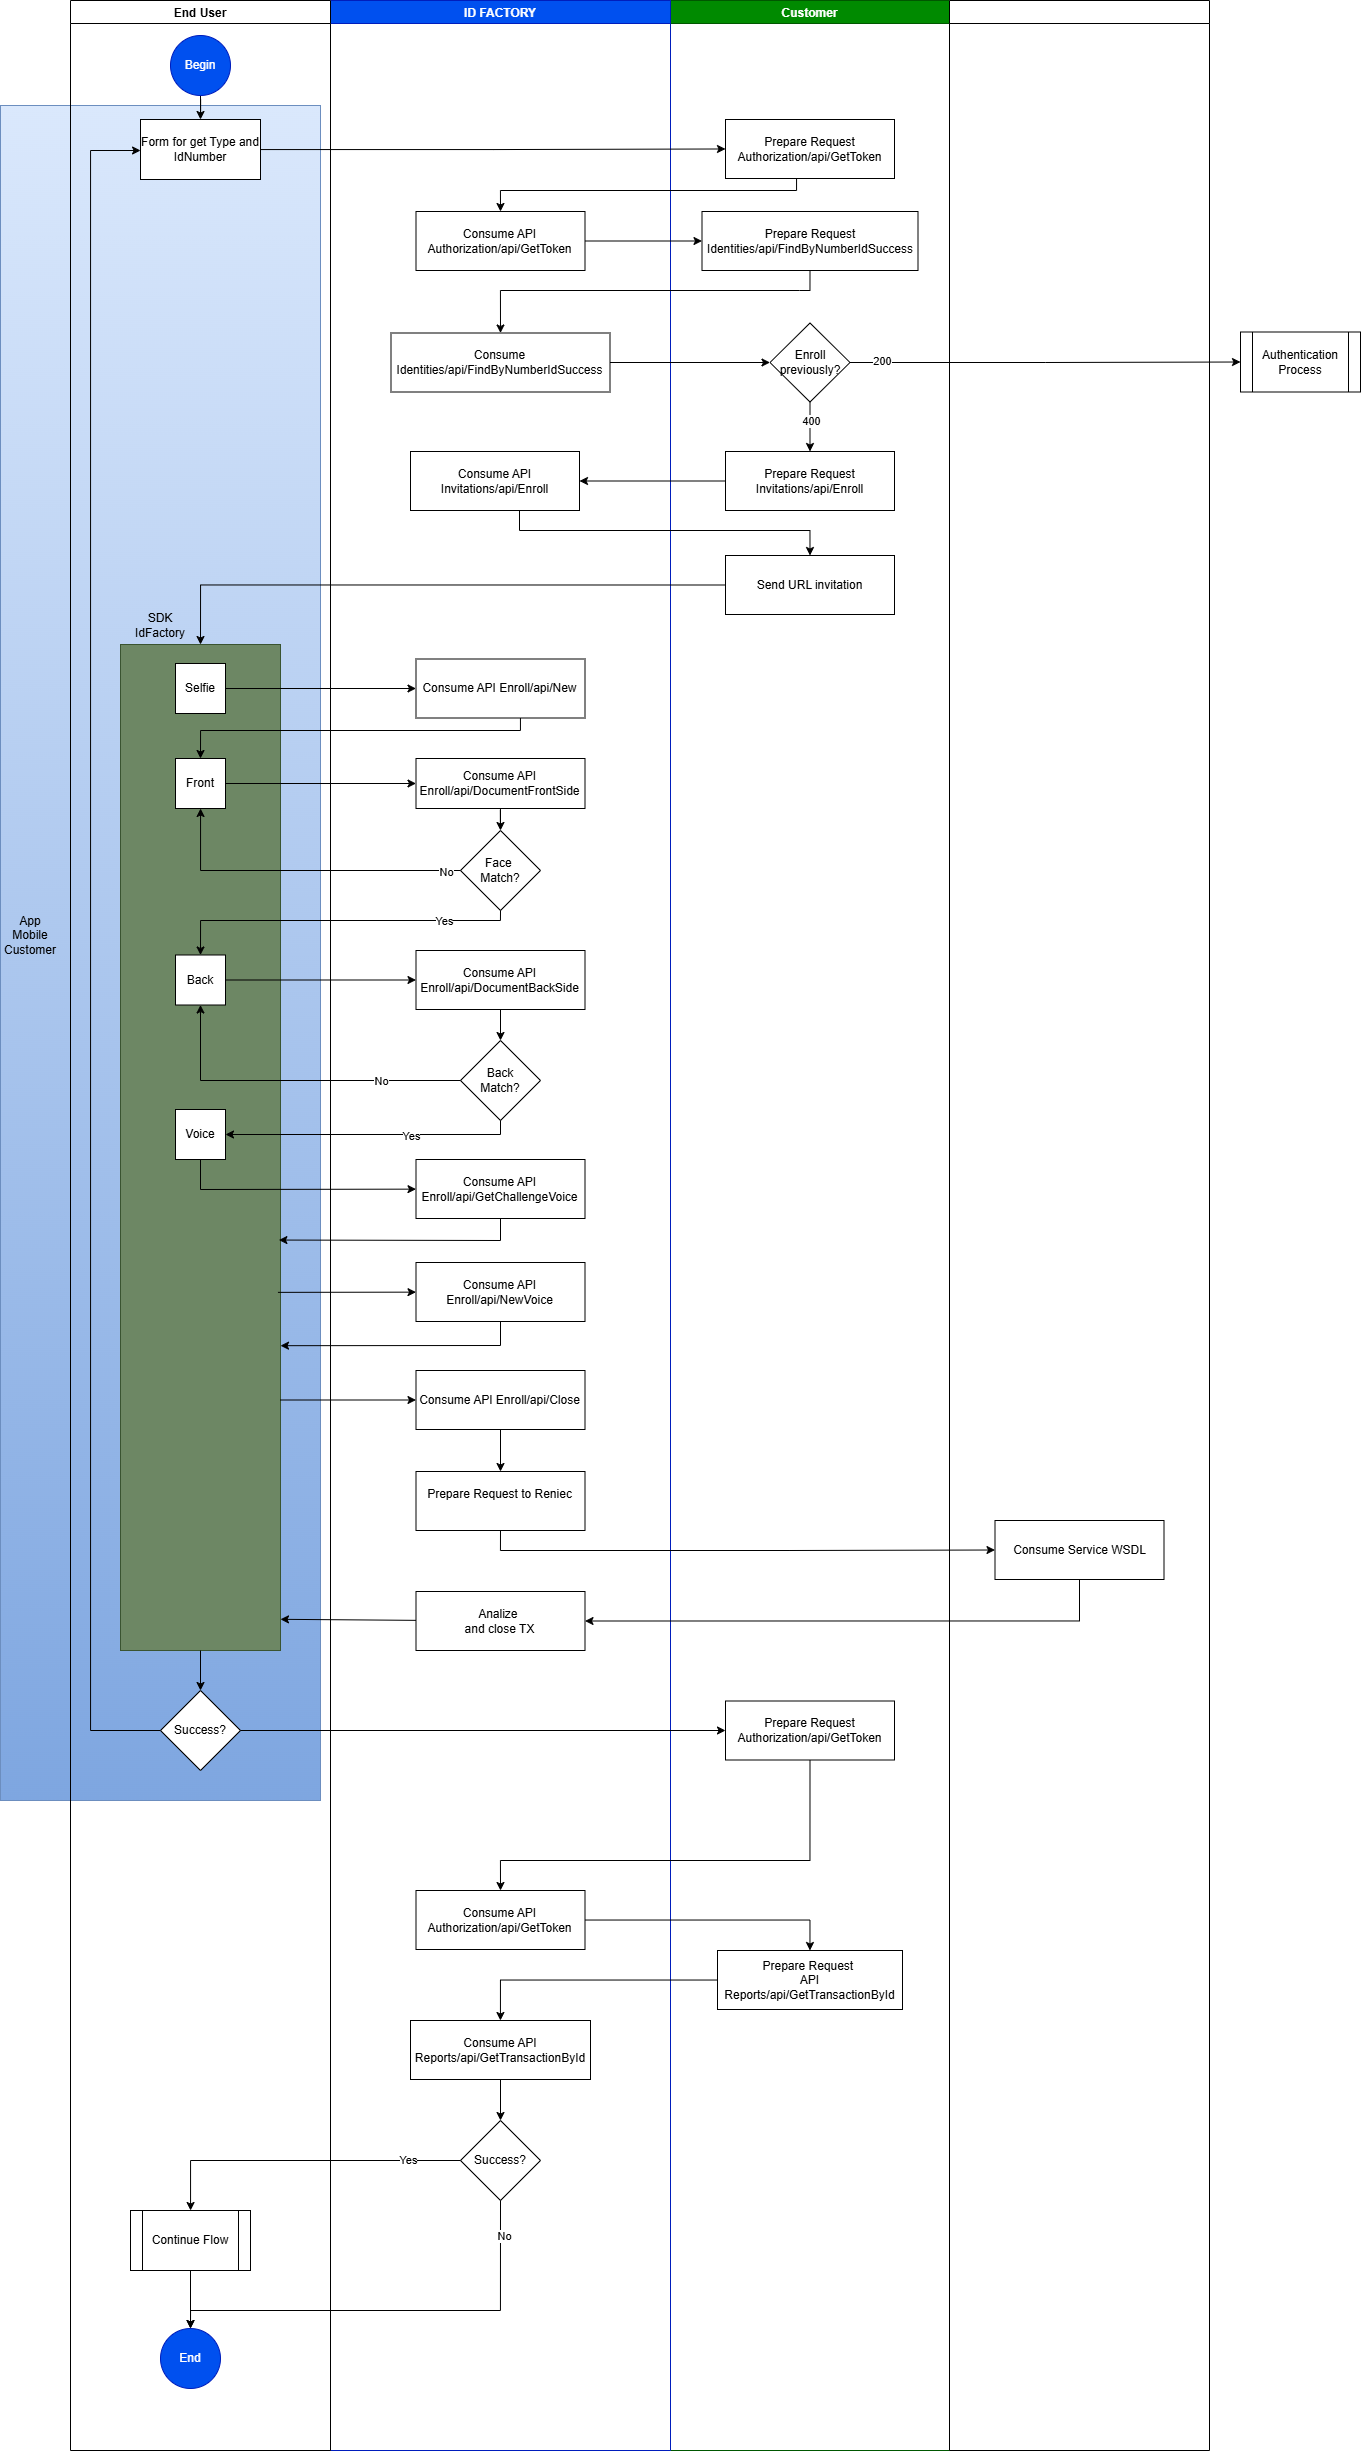 End User
ID FACTORY
Customer
Begin
Form for get Type and
IdNumber
Prepare Request
Authorization/api/GetToken
Consume API
Authorization/api/GetToken
Prepare Request
Identities/api/FindByNumberIdSuccess
Consume
Identities/api/FindByNumberIdSuccess
Enroll
previously?
200
Authentication
Process
400
Consume API
Invitations/api/Enroll
Prepare Request
Invitations/api/Enroll
Send URL invitation
SDK
IdFactory
Selfie
Consume API Enroll/api/New
Front
Consume API
Enroll/api/DocumentFrontSide
Face
Match?
No
Yes
App
Mobile
Customer
Back
Consume API
Enroll/api/DocumentBackSide
Back
Match?
No
Voice
Yes
Consume API
Enroll/api/GetChallengeVoice
Consume API
Enroll/api/NewVoice
Consume API Enroll/api/Close
Prepare Request to Reniec
Consume Service WSDL
Analize
and close TX
Success?
Prepare Request
Authorization/api/GetToken
Consume API
Authorization/api/GetToken
Prepare Request
API
Reports/api/GetTransactionById
Consume API
Reports/api/GetTransactionById
Success?
Yes
No
Continue Flow
End